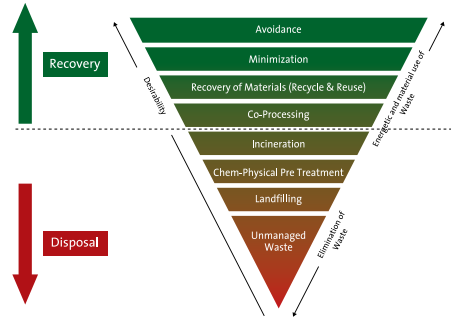 Avoidance
Minimization
Recovery of Materials (Recycle & Reuse)
Co-Processing
Incineration
Chem-Physical Pre Treatment
Landfilling
Unmanaged
Waste
Recovery
Disposal
Desirability
Energetic and material use of
Waste
Elimination of
Waste